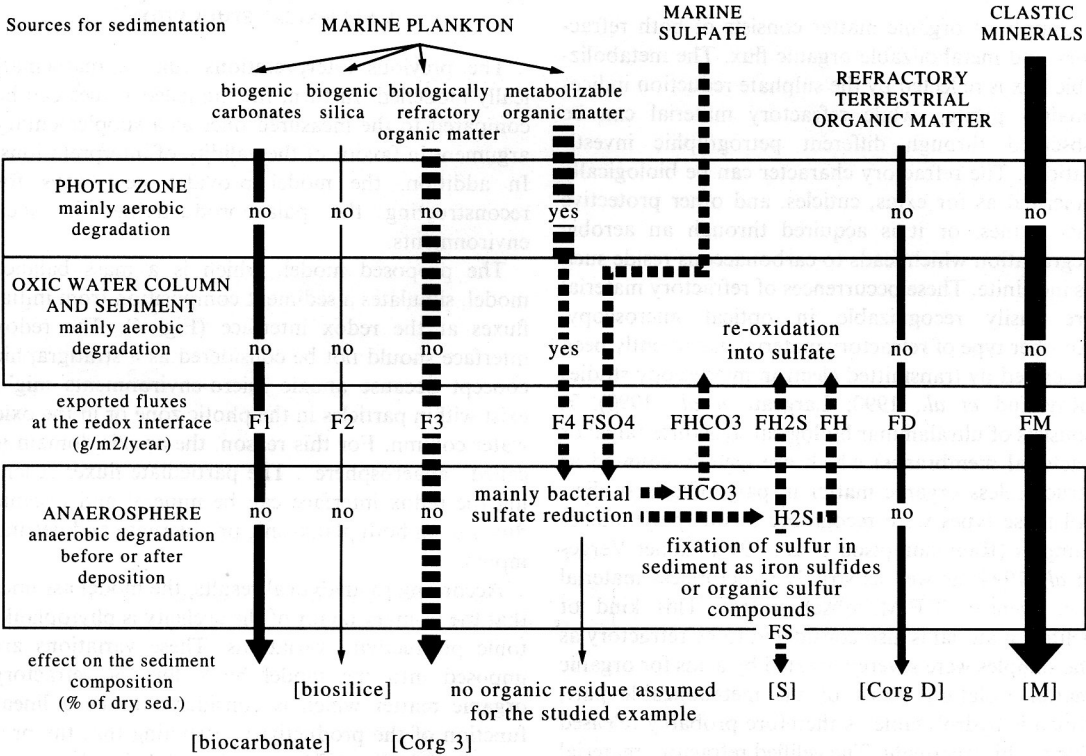 Sources for sedimentation
MARINE PLANKTON
MARINE
SULFATE
CLASTIC
MINERALS
biogenic
carbonates
biogenic
silica
biologically
refractory
organic matter
metabolizable
organic matter
REFRACTORY
TERRESTRIAL
ORGANIC MATTER
PHOTIC ZONE
mainly aerobic
degradation
no
no
no
yes
no
no
OXIC WATER COLUMN
AND SEDIMENT
mainly aerobic
degradation
no
no
no
yes
re-oxidation
into sulfate
no
no
exported fluxes
at the redox interface
(g/m2/year)
F1
F2
F3
F4
FSO4
FHCO3
FH2S
FH
FD
FM
ANAEROSPHERE
anaerobic degradation
before or after
deposition
no
no
no
mainly bacterial
sulfate reduction
HCO3
H2S
no
no
fixation of sulfur in
sediment as iron sulfides
or organic sulfur
compounds
FS
effect on the sediment
composition
(% of dry sed.)
[biocarbonate]
[biosilice]
[Corg 3]
no organic residue assumed
for the studied example
[S]
[Corg D]
[M]